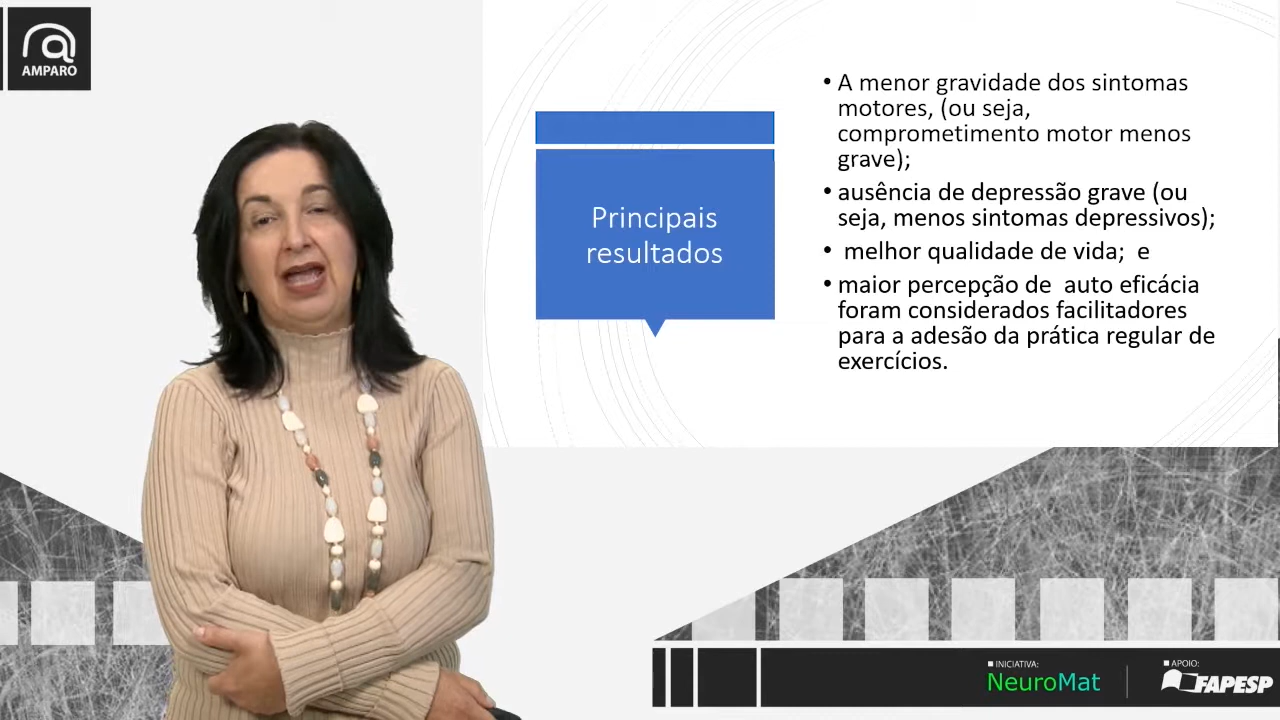 AMPARO
Principais
resultados
• A menor gravidade dos sintomas
motores, (ou seja,
comprometimento motor menos
grave);
• ausência de depressão grave (ou
seja, menos sintomas depressivos);
• melhor qualidade de vida; e
• maior percepção de auto eficácia
foram considerados facilitadores
para a adesão da prática regular de
exercícios.
INICIATIVA:
NeuroMat
APOIO:
FAPESP